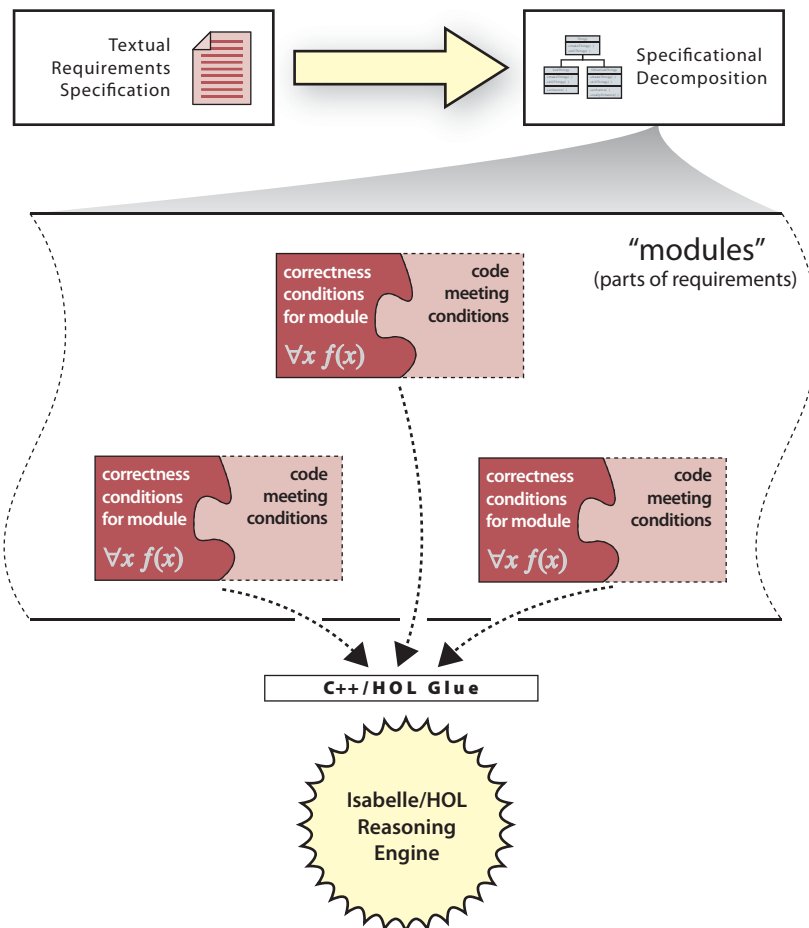 Textual
Requirements
Specification
Specificational
Decomposition
“modules”
(parts of requirements)
correctness
conditions
for module
∀x f(x)
code
meeting
conditions
correctness
conditions
for module
∀x f(x)
code
meeting
conditions
correctness
conditions
for module
∀x f(x)
code
meeting
conditions
C++/HOL Glue
Isabelle/HOL
Reasoning
Engine